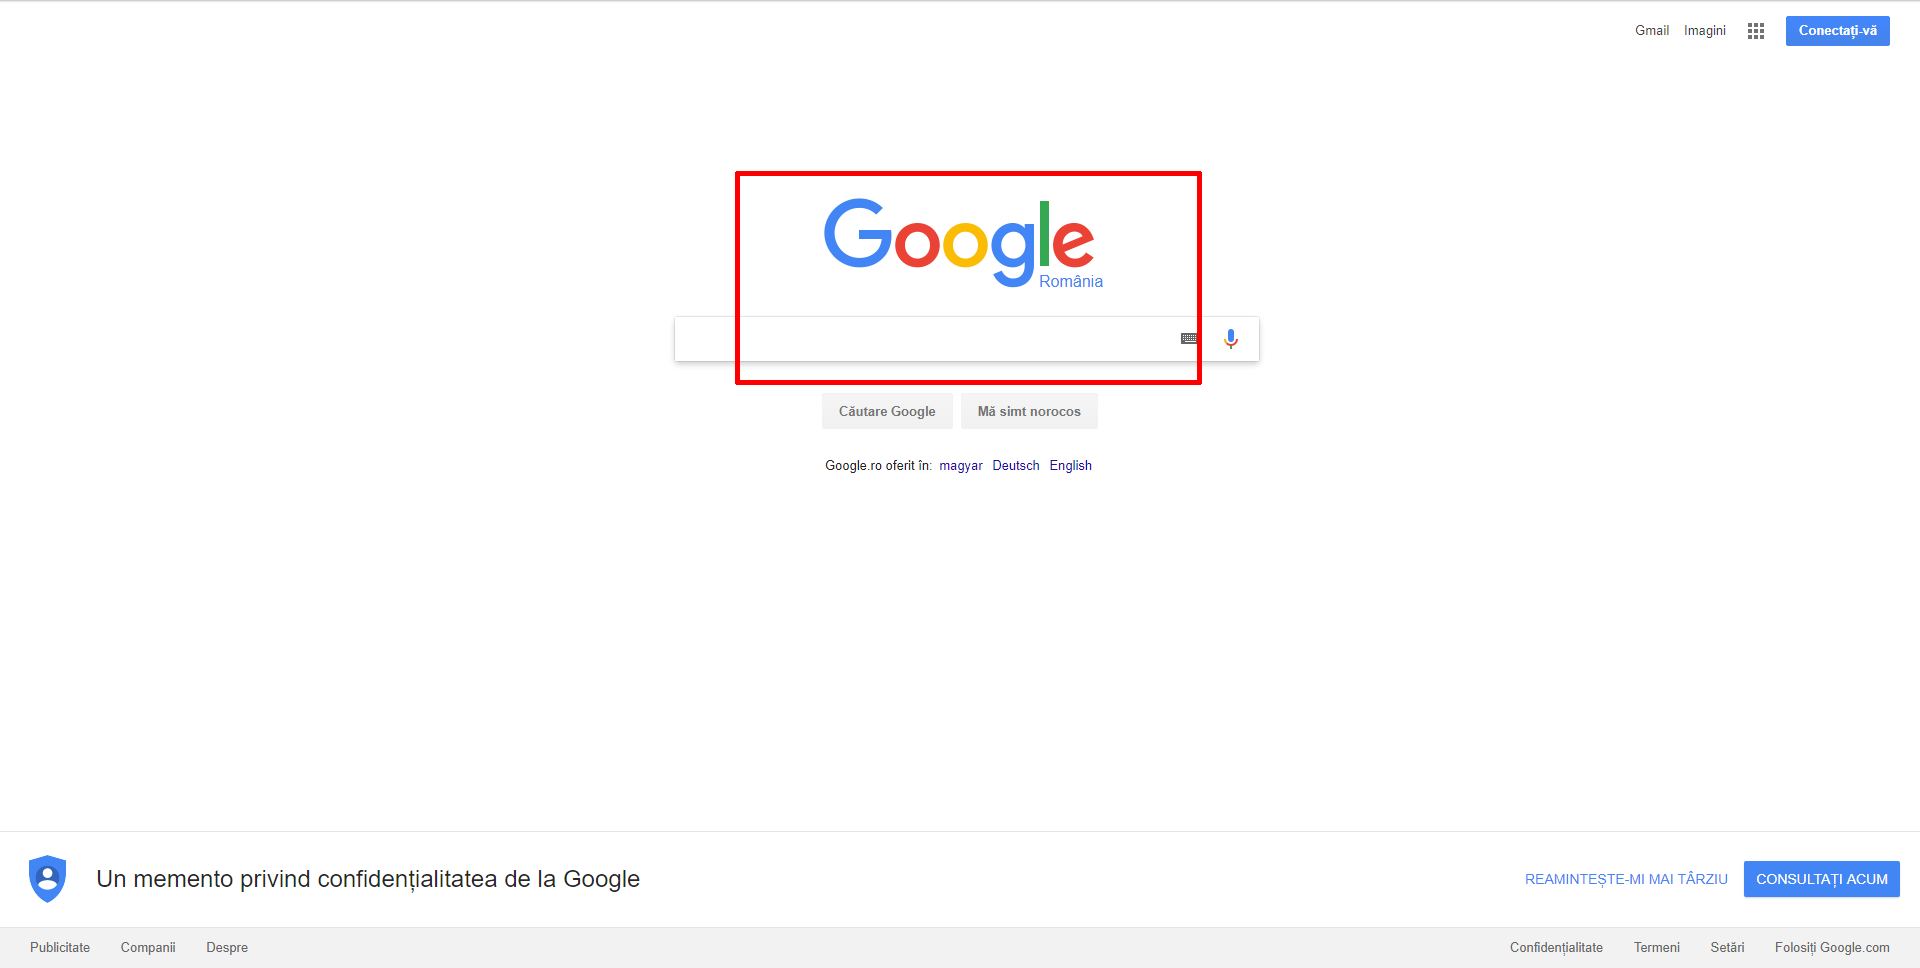 Gmail Imagini Conectați-vă
Google
România
Căutare Google Mă simt norocos
Google.ro oferit în: magyar Deutsch English
Un memento privind confidențialitatea de la Google REAMINTEȘTE-MI MAI TÂRZIU CONSULTAȚI ACUM
Publicitate Companii Despre Confidențialitate Termeni Setări Folosiți Google.com